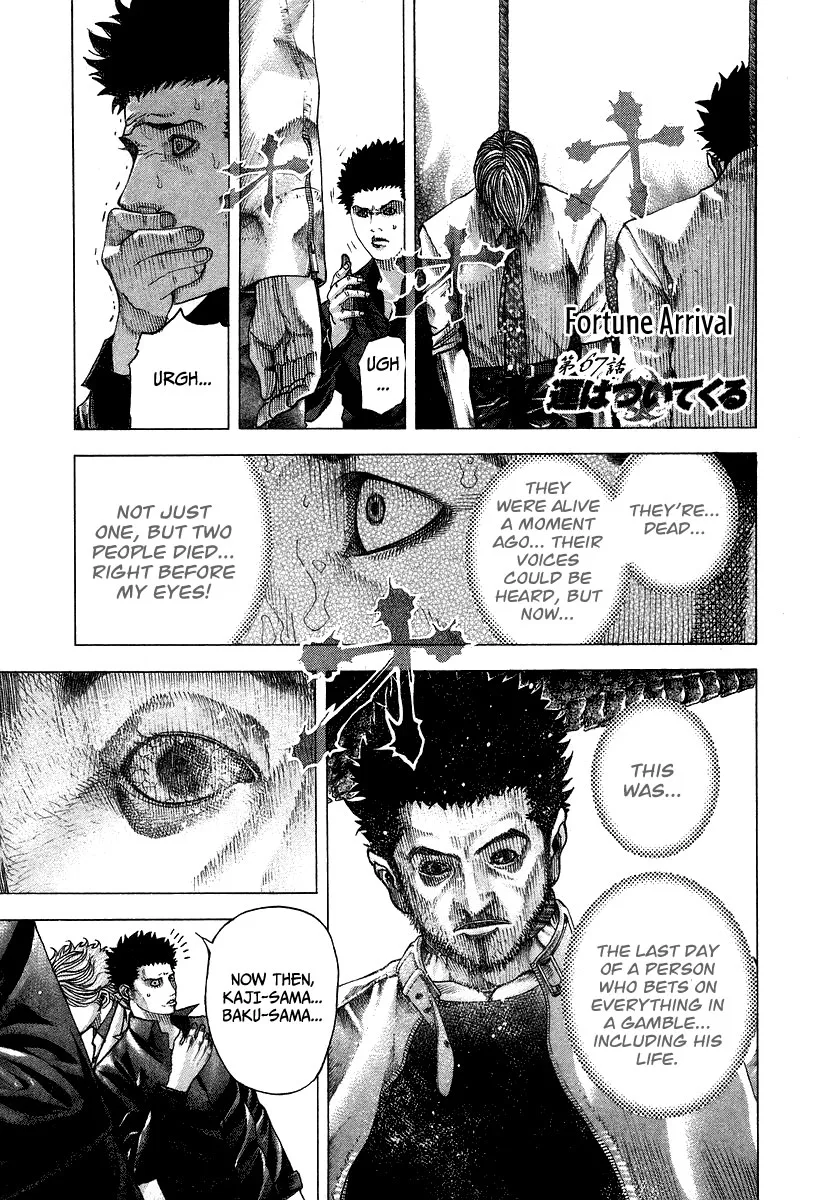 Fortune Arrival
第67話
運はついてくる
UGH
...
URGH...
THEY'RE...
DEAD...
THEY
WERE ALIVE
A MOMENT
AGO... THEIR
VOICES
COULD BE
HEARD, BUT
NOW...
NOT JUST
ONE, BUT TWO
PEOPLE DIED...
RIGHT BEFORE
MY EYES!
THIS
WAS...
THE LAST DAY
OF A PERSON
WHO BETS ON
EVERYTHING IN
A GAMBLE...
INCLUDING HIS
LIFE.
NOW THEN,
KAJI-SAMA...
BAKU-SAMA...